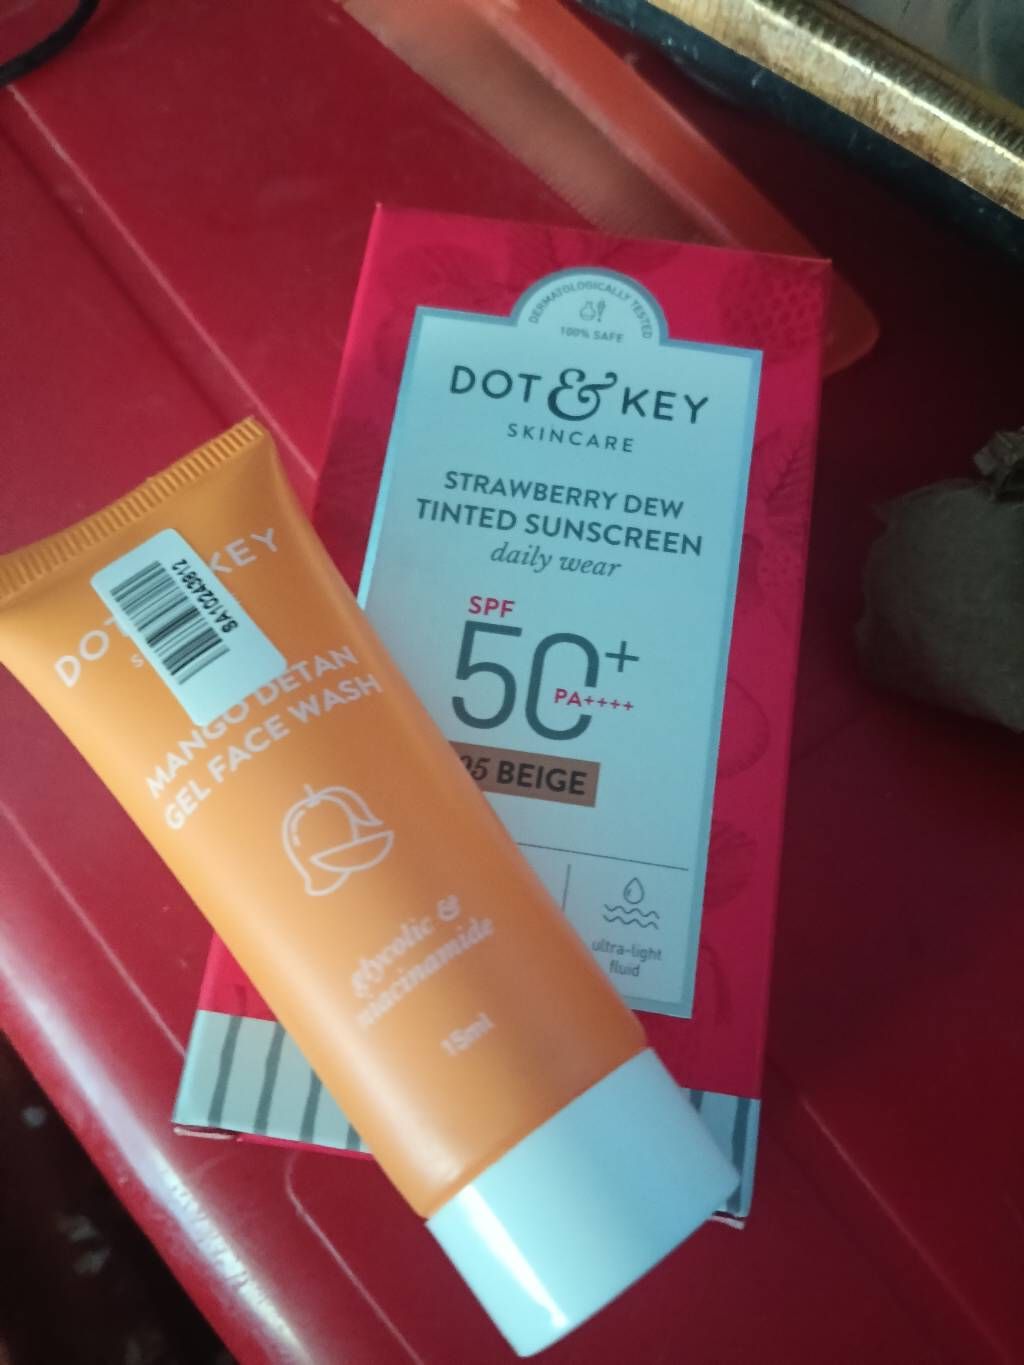 DERMATOLOGICALLY TESTED
100% SAFE
DOT & KEY
SKINCARE
STRAWBERRY DEW
TINTED SUNSCREEN
daily wear
SPF
50+
PA++++
05 BEIGE
ultra-light
fluid
DOT KEY
S
SA10243912
MANGO DETAN
GEL FACE WASH
glycolic &
niacinamide
15ml